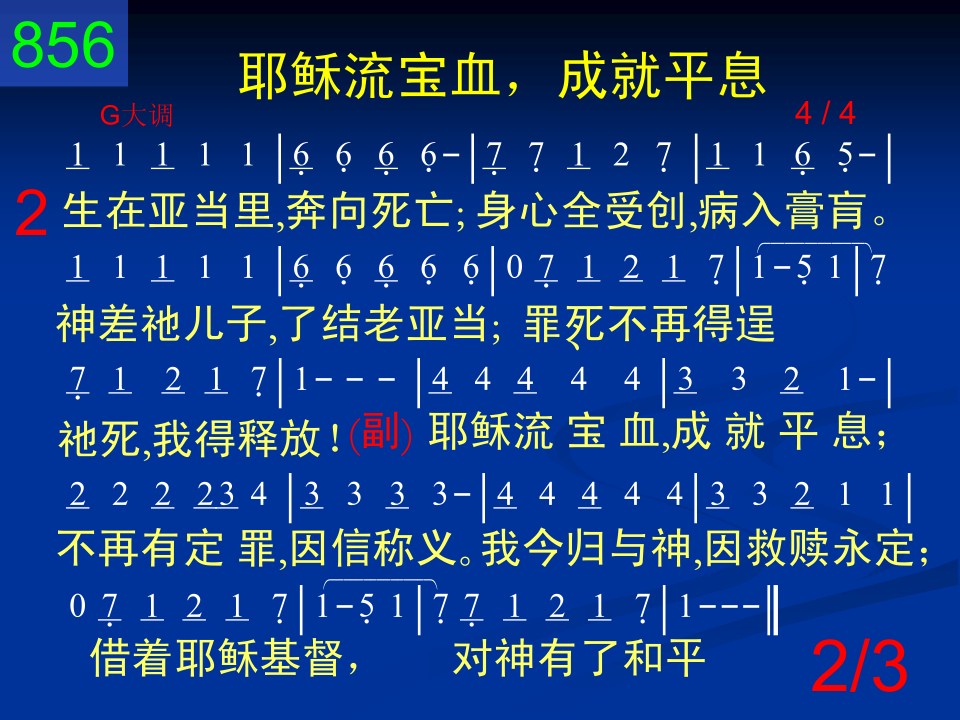 856
耶稣流宝血，成就平息
G大调 4 / 4
1 1 1 1 1 | 6 6 6 6 - | 7 7 1 2 7 | 1 1 6 5 - |
2 生在亚当里,奔向死亡; 身心全受创,病入膏肓。
1 1 1 1 1 | 6 6 6 6 6 | 0 7 1 2 1 7 | 1 - 5 1 | 7
神差祂儿子,了结老亚当; 罪死不再得逞、
7 1 2 1 7 | 1 - - - | 4 4 4 4 4 | 3 3 2 1 - |
祂死,我得释放! (副) 耶稣流 宝 血,成 就 平 息;
2 2 2 2 3 4 | 3 3 3 3 - | 4 4 4 4 4 | 3 3 2 1 1 |
不再有定 罪,因信称义。我今归与神,因救赎永定;
0 7 1 2 1 7 | 1 - 5 1 | 7 7 1 2 1 7 | 1 - - - ‖
借着耶稣基督， 对神有了和平
2/3